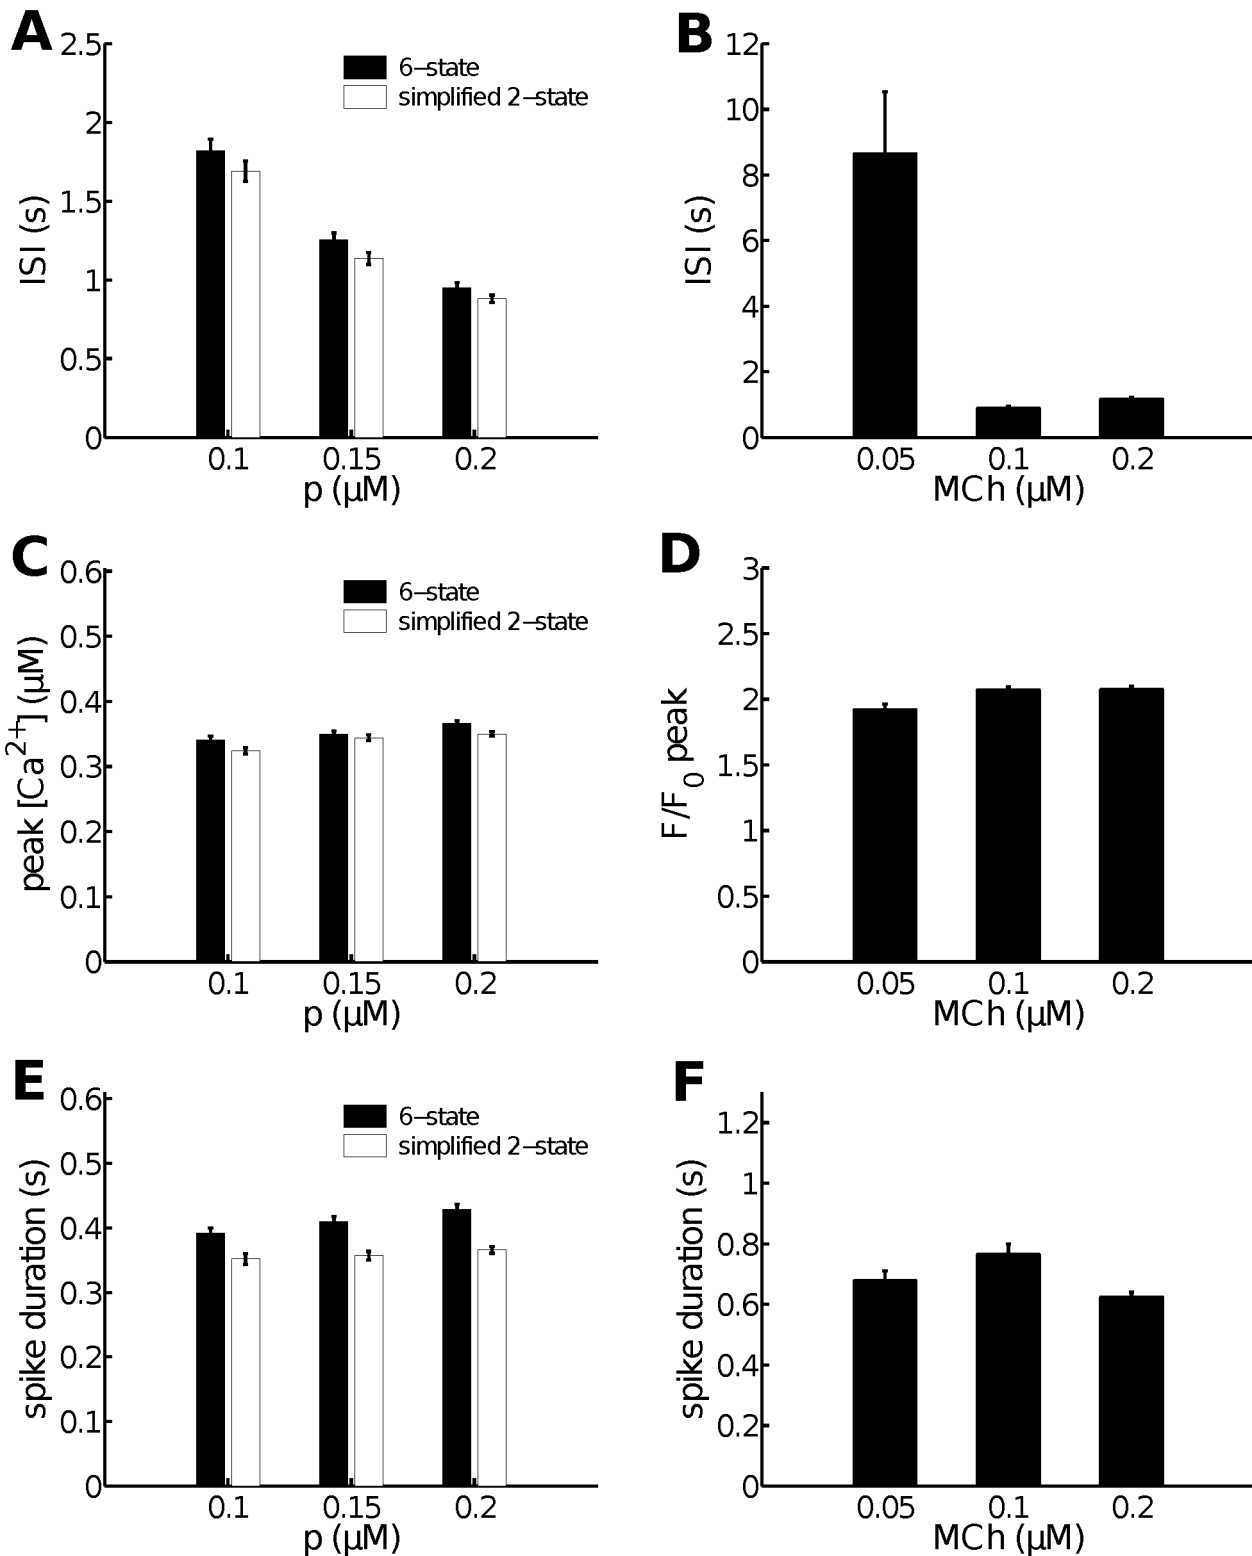 A
2.5
2
1.5
1
0.5
0
ISI (s)
6−state
simplified 2−state
0.1 0.15 0.2
p (μM)
B
12
10
8
6
4
2
0
ISI (s)
0.05 0.1 0.2
MCh (μM)
C
0.6
0.5
0.4
0.3
0.2
0.1
0
peak [Ca²⁺] (μM)
6−state
simplified 2−state
0.1 0.15 0.2
p (μM)
D
3
2.5
2
1.5
1
0.5
0
F/F₀ peak
0.05 0.1 0.2
MCh (μM)
E
0.6
0.5
0.4
0.3
0.2
0.1
0
spike duration (s)
6−state
simplified 2−state
0.1 0.15 0.2
p (μM)
F
1.2
1
0.8
0.6
0.4
0.2
0
spike duration (s)
0.05 0.1 0.2
MCh (μM)